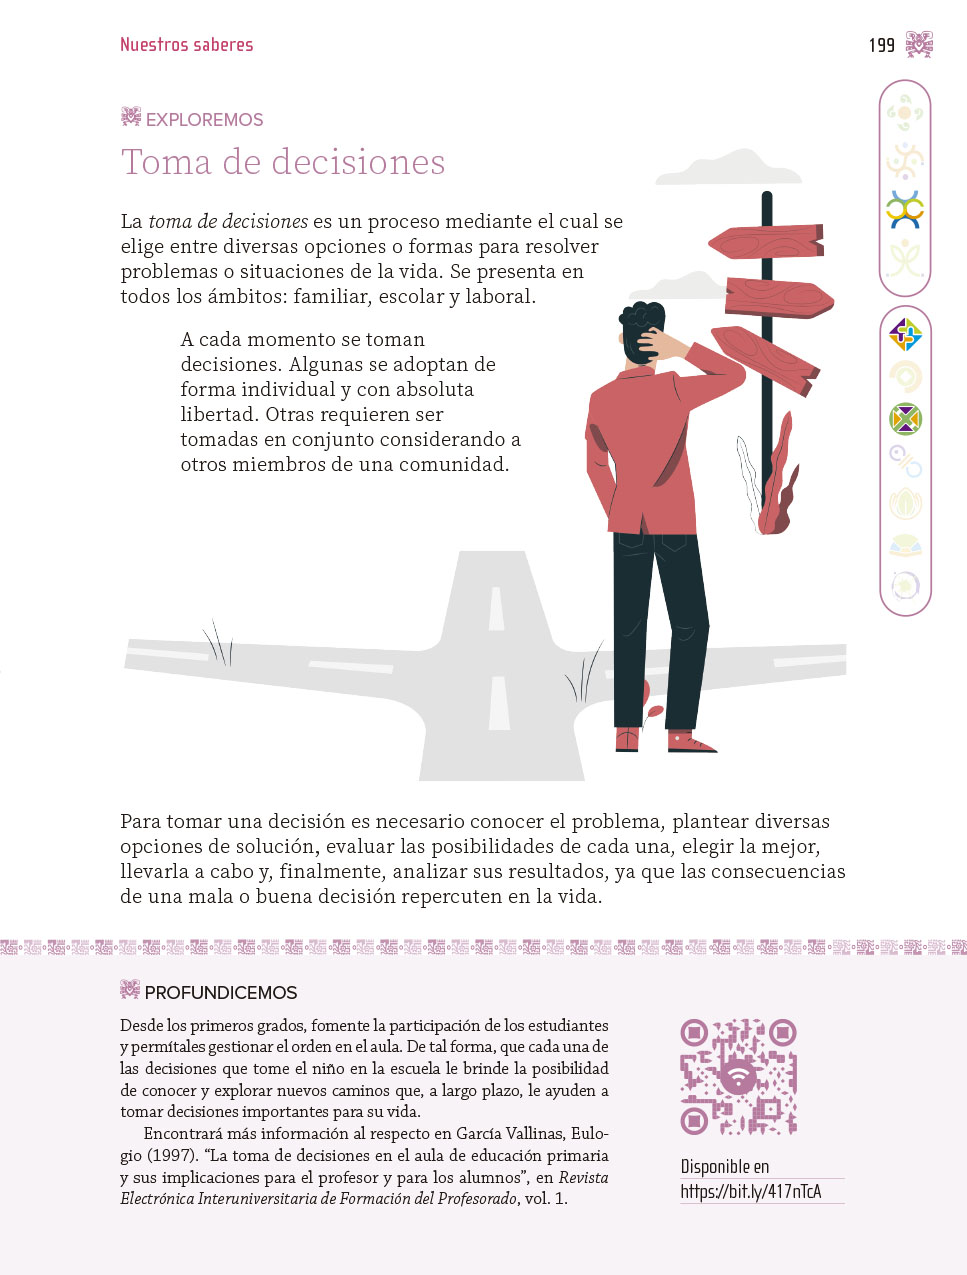 Nuestros saberes
199
EXPLOREMOS
Toma de decisiones
La toma de decisiones es un proceso mediante el cual se
elige entre diversas opciones o formas para resolver
problemas o situaciones de la vida. Se presenta en
todos los ámbitos: familiar, escolar y laboral.
A cada momento se toman
decisiones. Algunas se adoptan de
forma individual y con absoluta
libertad. Otras requieren ser
tomadas en conjunto considerando a
otros miembros de una comunidad.
Para tomar una decisión es necesario conocer el problema, plantear diversas
opciones de solución, evaluar las posibilidades de cada una, elegir la mejor,
llevarla a cabo y, finalmente, analizar sus resultados, ya que las consecuencias
de una mala o buena decisión repercuten en la vida.
PROFUNDICEMOS
Desde los primeros grados, fomente la participación de los estudiantes
y permítales gestionar el orden en el aula. De tal forma, que cada una de
las decisiones que tome el niño en la escuela le brinde la posibilidad
de conocer y explorar nuevos caminos que, a largo plazo, le ayuden a
tomar decisiones importantes para su vida.
Encontrará más información al respecto en García Vallinas, Eulo-
gio (1997). “La toma de decisiones en el aula de educación primaria
y sus implicaciones para el profesor y para los alumnos”, en Revista
Electrónica Interuniversitaria de Formación del Profesorado, vol. 1.
Disponible en
https://bit.ly/417nTcA